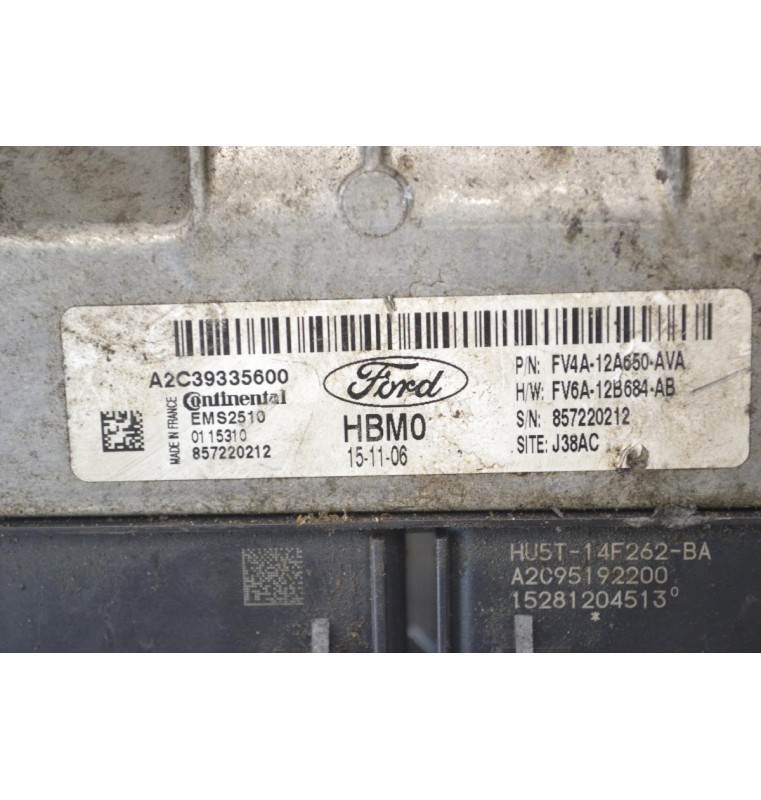 A2C39335600
Continental
MADE IN FRANCE
EMS2510
0115310
857220212
Ford
HBM0
15-11-06
P/N: FV4A-12A650-AVA
H/W: FV6A-12B684-AB
S/N: 857220212
SITE: J38AC
HU5T-14F262-BA
A2C95192200
15281204513°
*